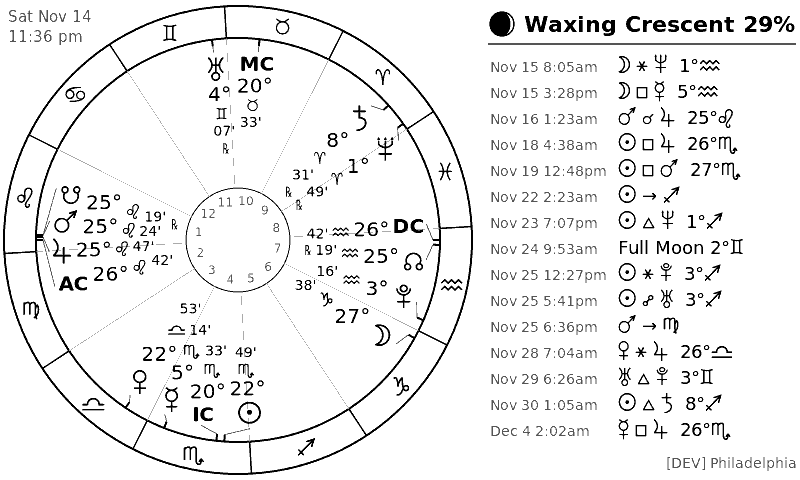 Sat Nov 14
11:36 pm
Waxing Crescent 29%
Nov 15 8:05am ☽ ⚹ ♆ 1°♒
Nov 15 3:28pm ☽ □ ☿ 5°♒
Nov 16 1:23am ♂ ☌ ♃ 25°♌
Nov 18 4:38am ☉ □ ♃ 26°♏
Nov 19 12:48pm ☉ □ ♂ 27°♏
Nov 22 2:23am ☉ → ♐
Nov 23 7:07pm ☉ △ ♆ 1°♐
Nov 24 9:53am Full Moon 2°♊
Nov 25 12:27pm ☉ ⚹ ⯓ 3°♐
Nov 25 5:41pm ☉ ☍ ♅ 3°♐
Nov 25 6:36pm ♂ → ♍
Nov 28 7:04am ♀ ⚹ ♃ 26°♎
Nov 29 6:26am ♅ △ ⯓ 3°♊
Nov 30 1:05am ☉ △ ♄ 8°♐
Dec 4 2:02am ☿ □ ♃ 26°♏
[DEV] Philadelphia
♈
♉
♊
♋
♌
♍
♎
♏
♐
♑
♒
♓
♅ 4° ♊ 07' ℞
MC 20° ♉ 33'
♄ 8° ♈ 31' ℞
♆ 1° ♈ 49' ℞
DC 26° ♒ 42'
☊ 25° ♒ 19' ℞
⯓ 3° ♒ 16'
☽ 27° ♑ 38'
☉ 22° ♏ 49'
IC 20° ♏ 33'
☿ 5° ♏ 14'
♀ 22° ♎ 53'
AC 26° ♌ 42'
♃ 25° ♌ 47'
♂ 25° ♌ 24'
☋ 25° ♌ 19' ℞
1
2
3
4
5
6
7
8
9
10
11
12